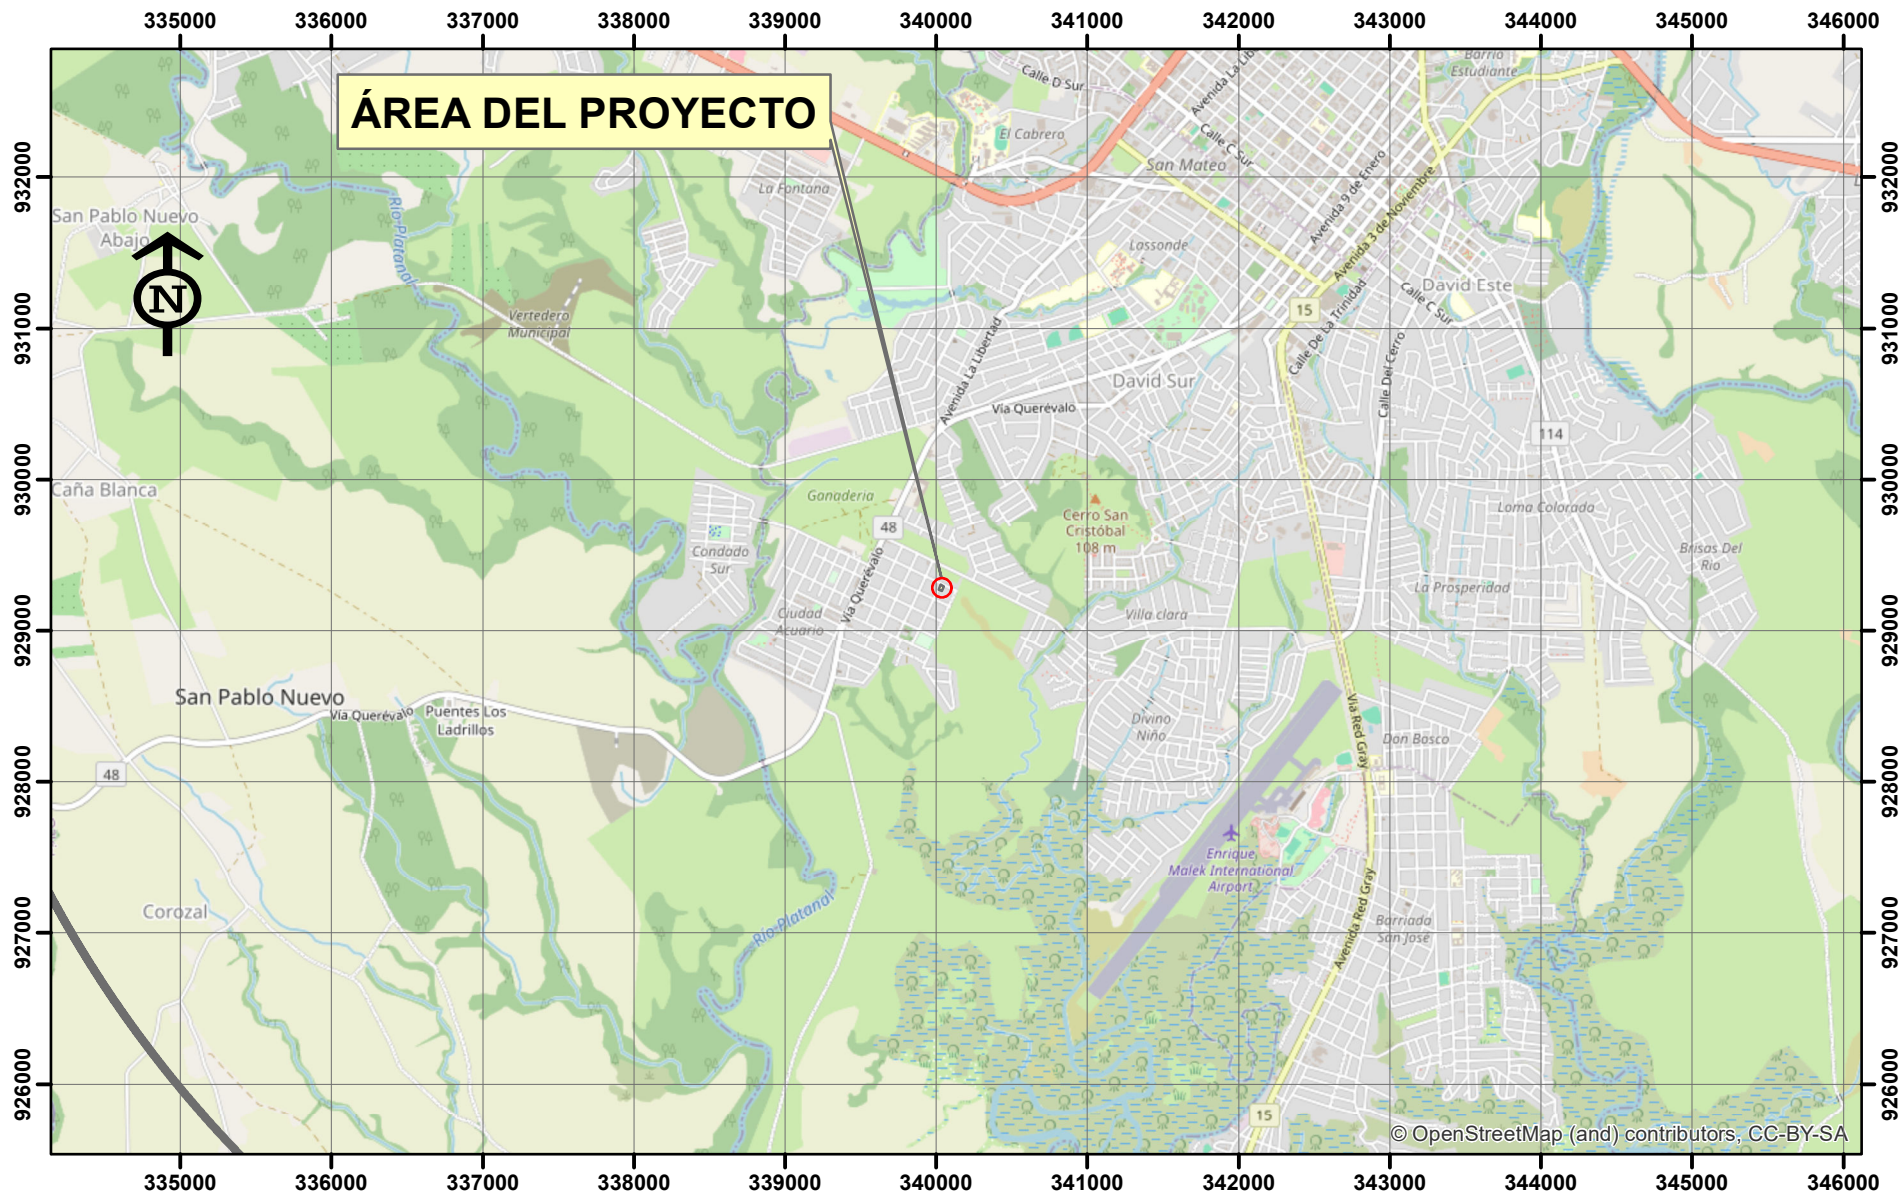 335000 336000 337000 338000 339000 340000 341000 342000 343000 344000 345000 346000
ÁREA DEL PROYECTO
Calle D Sur
Avenida La Lib
Barrio
Estudiante
El Cabrero
Calle C Sur
San Mateo
La Fontana
Avenida 9 de Enero
Avenida 3 de Noviembre
932000
932000
San Pablo Nuevo
Abajo
Río Platanal
Lassonde
David Este
N
Vertedero
Municipal
15
Calle De La Trinidad
Calle C Sur
931000
931000
Avenida La Libertad
David Sur
Calle Del Cerro
Vía Querévalo
114
930000
930000
Caña Blanca
Ganaderia
48
Cerro San
Cristóbal
108 m
Loma Colorada
Condado
Sur
Vía Querévalo
Brisas Del
Rio
La Prosperidad
Ciudad
Acuario
Villa clara
929000
929000
San Pablo Nuevo
Vía Querévalo
Puentes Los
Ladrillos
Divino
Niño
Vía Red Gray
Don Bosco
48
928000
928000
Enrique
Malek International
Airport
Corozal
Río Platanal
Avenida Red Gray
Barriada
San José
927000
927000
926000
926000
15
© OpenStreetMap (and) contributors, CC-BY-SA
335000 336000 337000 338000 339000 340000 341000 342000 343000 344000 345000 346000